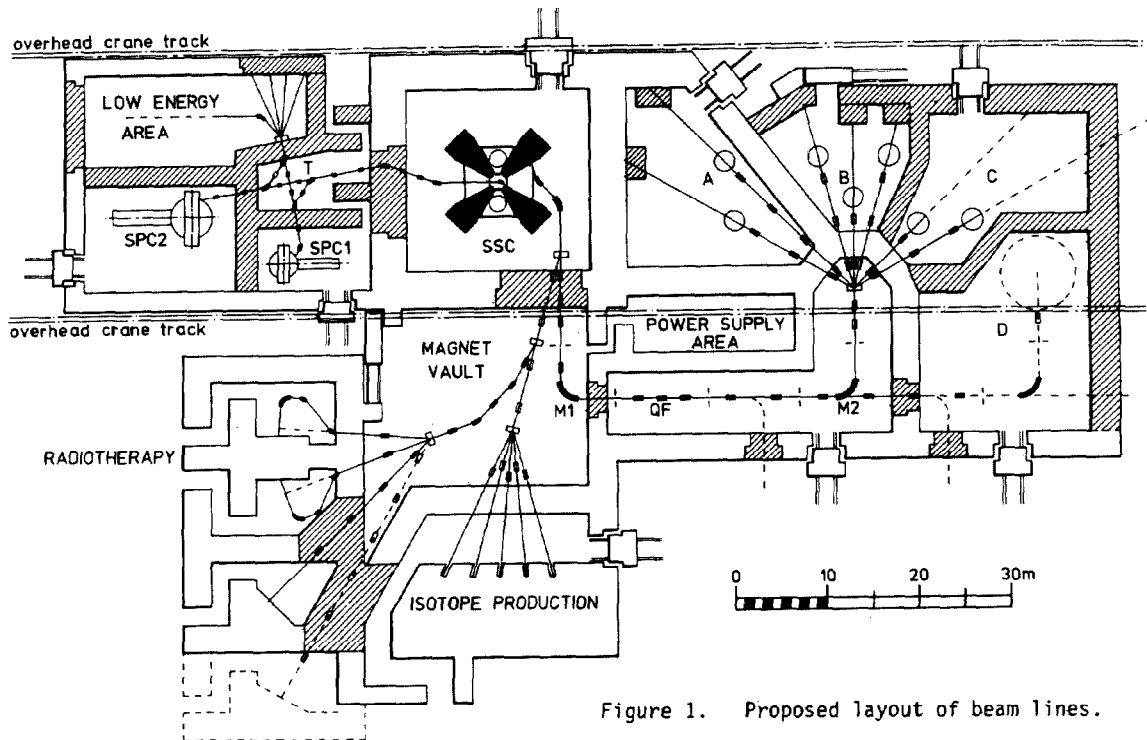 overhead crane track
LOW ENERGY
AREA
T
SPC2
SPC1
SSC
A
B
C
overhead crane track
MAGNET
VAULT
POWER SUPPLY
AREA
D
M1
QF
M2
RADIOTHERAPY
ISOTOPE PRODUCTION
0 10 20 30m
Figure 1. Proposed layout of beam lines.